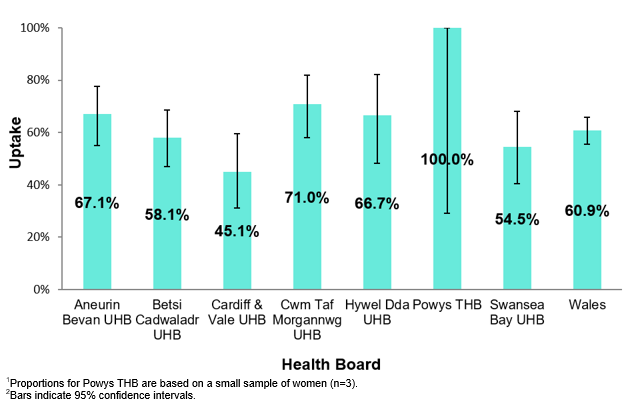 100%
80%
60%
40%
20%
0%
Uptake
67.1%
58.1%
45.1%
71.0%
66.7%
100.0%
54.5%
60.9%
Aneurin
Bevan UHB
Betsi
Cadwaladr
UHB
Cardiff &
Vale UHB
Cwm Taf
Morgannwg
UHB
Hywel Dda
UHB
Powys THB
Swansea
Bay UHB
Wales
Health Board
1Proportions for Powys THB are based on a small sample of women (n=3).
2Bars indicate 95% confidence intervals.